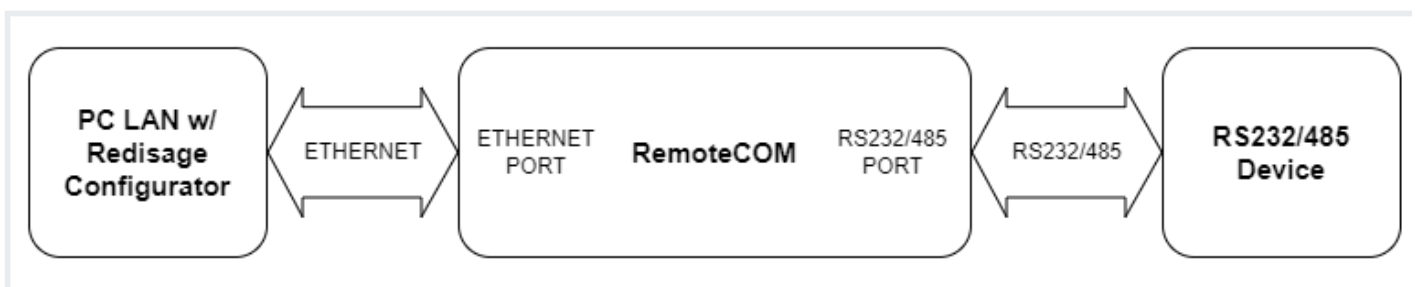 PC LAN w/
Redisage
Configurator
ETHERNET
ETHERNET
PORT
RemoteCOM
RS232/485
PORT
RS232/485
RS232/485
Device